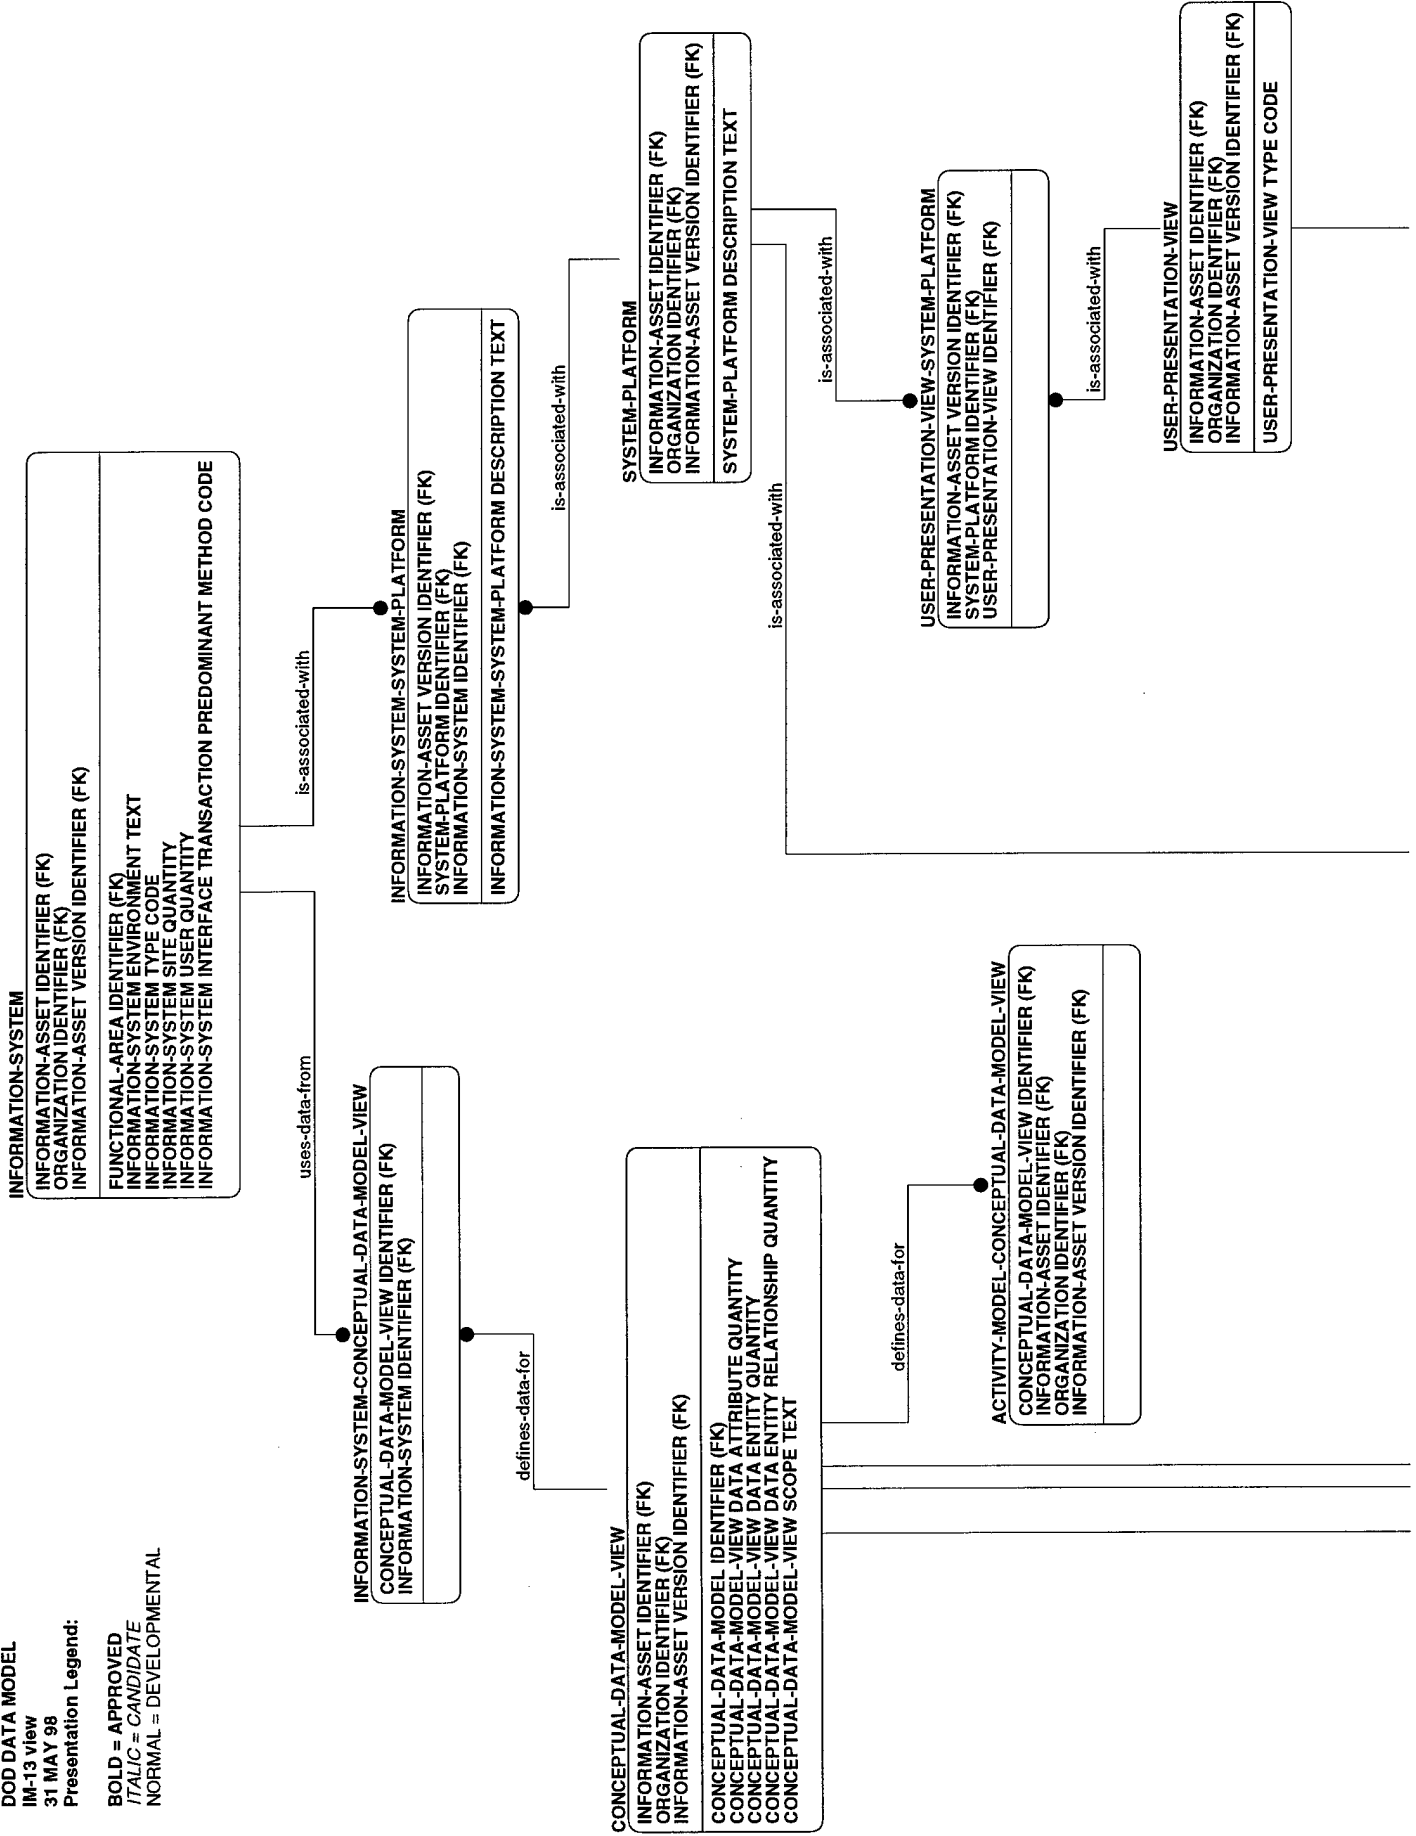 DOD DATA MODEL
IM-13 view
31 MAY 98
Presentation Legend:
BOLD = APPROVED
ITALIC = CANDIDATE
NORMAL = DEVELOPMENTAL
INFORMATION-SYSTEM
INFORMATION-ASSET IDENTIFIER (FK)
ORGANIZATION IDENTIFIER (FK)
INFORMATION-ASSET VERSION IDENTIFIER (FK)
FUNCTIONAL-AREA IDENTIFIER (FK)
INFORMATION-SYSTEM ENVIRONMENT TEXT
INFORMATION-SYSTEM TYPE CODE
INFORMATION-SYSTEM SITE QUANTITY
INFORMATION-SYSTEM USER QUANTITY
INFORMATION-SYSTEM INTERFACE TRANSACTION PREDOMINANT METHOD CODE
uses-data-from
is-associated-with
INFORMATION-SYSTEM-CONCEPTUAL-DATA-MODEL-VIEW
CONCEPTUAL-DATA-MODEL-VIEW IDENTIFIER (FK)
INFORMATION-SYSTEM IDENTIFIER (FK)
INFORMATION-SYSTEM-SYSTEM-PLATFORM
INFORMATION-ASSET VERSION IDENTIFIER (FK)
SYSTEM-PLATFORM IDENTIFIER (FK)
INFORMATION-SYSTEM IDENTIFIER (FK)
INFORMATION-SYSTEM-SYSTEM-PLATFORM DESCRIPTION TEXT
defines-data-for
is-associated-with
CONCEPTUAL-DATA-MODEL-VIEW
INFORMATION-ASSET IDENTIFIER (FK)
ORGANIZATION IDENTIFIER (FK)
INFORMATION-ASSET VERSION IDENTIFIER (FK)
CONCEPTUAL-DATA-MODEL IDENTIFIER (FK)
CONCEPTUAL-DATA-MODEL-VIEW DATA ATTRIBUTE QUANTITY
CONCEPTUAL-DATA-MODEL-VIEW DATA ENTITY QUANTITY
CONCEPTUAL-DATA-MODEL-VIEW DATA ENTITY RELATIONSHIP QUANTITY
CONCEPTUAL-DATA-MODEL-VIEW SCOPE TEXT
SYSTEM-PLATFORM
INFORMATION-ASSET IDENTIFIER (FK)
ORGANIZATION IDENTIFIER (FK)
INFORMATION-ASSET VERSION IDENTIFIER (FK)
SYSTEM-PLATFORM DESCRIPTION TEXT
is-associated-with
is-associated-with
defines-data-for
ACTIVITY-MODEL-CONCEPTUAL-DATA-MODEL-VIEW
CONCEPTUAL-DATA-MODEL-VIEW IDENTIFIER (FK)
INFORMATION-ASSET IDENTIFIER (FK)
ORGANIZATION IDENTIFIER (FK)
INFORMATION-ASSET VERSION IDENTIFIER (FK)
USER-PRESENTATION-VIEW-SYSTEM-PLATFORM
INFORMATION-ASSET VERSION IDENTIFIER (FK)
SYSTEM-PLATFORM IDENTIFIER (FK)
USER-PRESENTATION-VIEW IDENTIFIER (FK)
is-associated-with
USER-PRESENTATION-VIEW
INFORMATION-ASSET IDENTIFIER (FK)
ORGANIZATION IDENTIFIER (FK)
INFORMATION-ASSET VERSION IDENTIFIER (FK)
USER-PRESENTATION-VIEW TYPE CODE